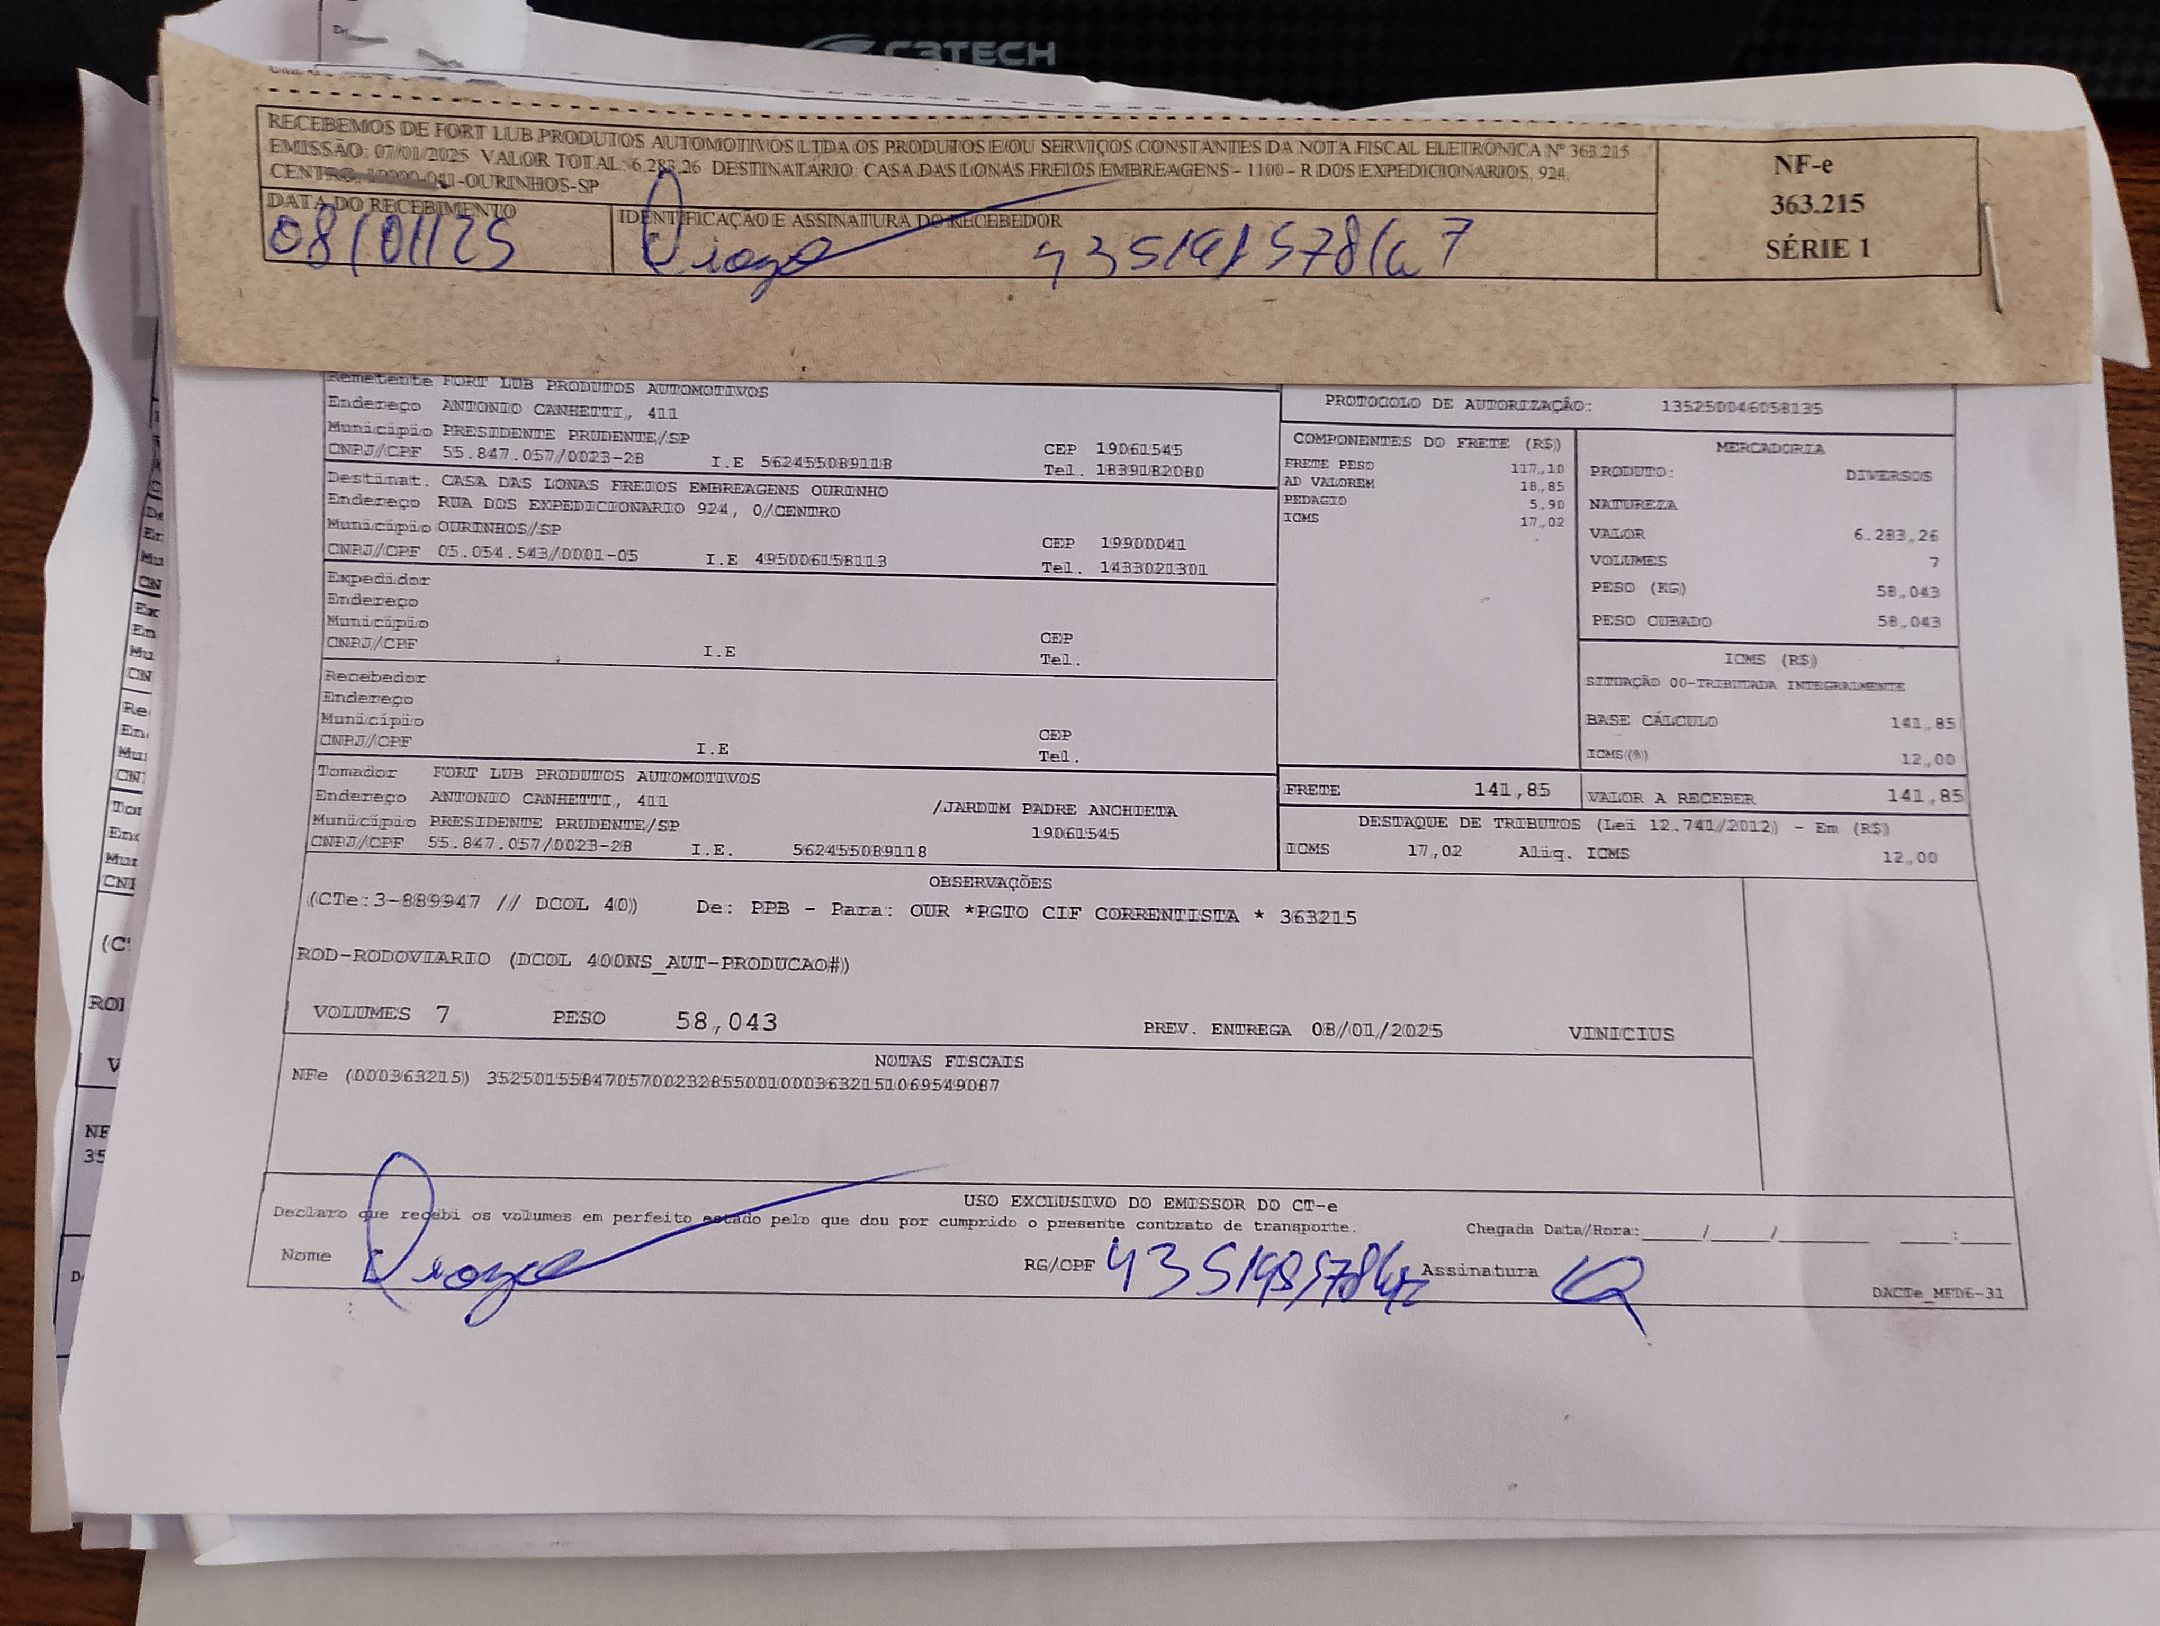 C3TECH
RECEBEMOS DE FORT LUB PRODUTOS AUTOMOTIVOS LTDA OS PRODUTOS E/OU SERVIÇOS CONSTANTES DA NOTA FISCAL ELETRÔNICA Nº 363.215
EMISSÃO: 07/01/2025 VALOR TOTAL: 6.283,26 DESTINATARIO: CASA DAS LONAS FREIOS EMBREAGENS - 1100 - R DOS EXPEDICIONARIOS, 924,
CENTRO, -OURINHOS-SP
NF-e
363.215
SÉRIE 1
DATA DO RECEBIMENTO
IDENTIFICAÇÃO E ASSINATURA DO RECEBEDOR
08/01/25
Remetente FORT LUB PRODUTOS AUTOMOTIVOS
Endereço ANTONIO CANHETTI, 411
Município PRESIDENTE PRUDENTE/SP
CNPJ/CPF 55.847.057/0023-28 I.E 562455089118
CEP 19061545
Tel. 1839182080
Destinat. CASA DAS LONAS FREIOS EMBREAGENS OURINHO
Endereço RUA DOS EXPEDICIONARIO 924, 0/CENTRO
Município OURINHOS/SP
CNPJ/CPF 05.054.543/0001-05 I.E 495006158113
CEP 19900041
Tel. 1433021301
Expedidor
Endereço
Município
CNPJ/CPF I.E
CEP
Tel.
Recebedor
Endereço
Município
CNPJ/CPF I.E
CEP
Tel.
Tomador FORT LUB PRODUTOS AUTOMOTIVOS
Endereço ANTONIO CANHETTI, 411 /JARDIM PADRE ANCHIETA
Município PRESIDENTE PRUDENTE/SP 19061545
CNPJ/CPF 55.847.057/0023-28 I.E. 562455089118
PROTOCOLO DE AUTORIZAÇÃO: 135250046058135
COMPONENTES DO FRETE (R$)
FRETE PESO 117,10
AD VALOREM 18,85
PEDAGIO 5,90
ICMS 17,02
MERCADORIA
PRODUTO: DIVERSOS
NATUREZA
VALOR 6.283,26
VOLUMES 7
PESO (KG) 58,043
PESO CUBADO 58,043
ICMS (R$)
SITUAÇÃO 00-TRIBUTADA INTEGRALMENTE
BASE CÁLCULO 141,85
ICMS(%) 12,00
FRETE 141,85
VALOR A RECEBER 141,85
DESTAQUE DE TRIBUTOS (Lei 12.741/2012) - Em (R$)
ICMS 17,02 Alíq. ICMS 12,00
OBSERVAÇÕES
(CTe:3-889947 // DCOL 40) De: PPB - Para: OUR *PGTO CIF CORRENTISTA * 363215
ROD-RODOVIARIO (DCOL 400NS_AUT-PRODUCAO#)
VOLUMES 7 PESO 58,043 PREV. ENTREGA 08/01/2025 VINICIUS
NOTAS FISCAIS
NFe (000363215) 35250155847057002328550010003632151069549087
USO EXCLUSIVO DO EMISSOR DO CT-e
Declaro que recebi os volumes em perfeito estado pelo que dou por cumprido o presente contrato de transporte.
Chegada Data/Hora:_____/_____/_______ ____:____
Nome RG/CPF Assinatura
DACTe_MFD6-31